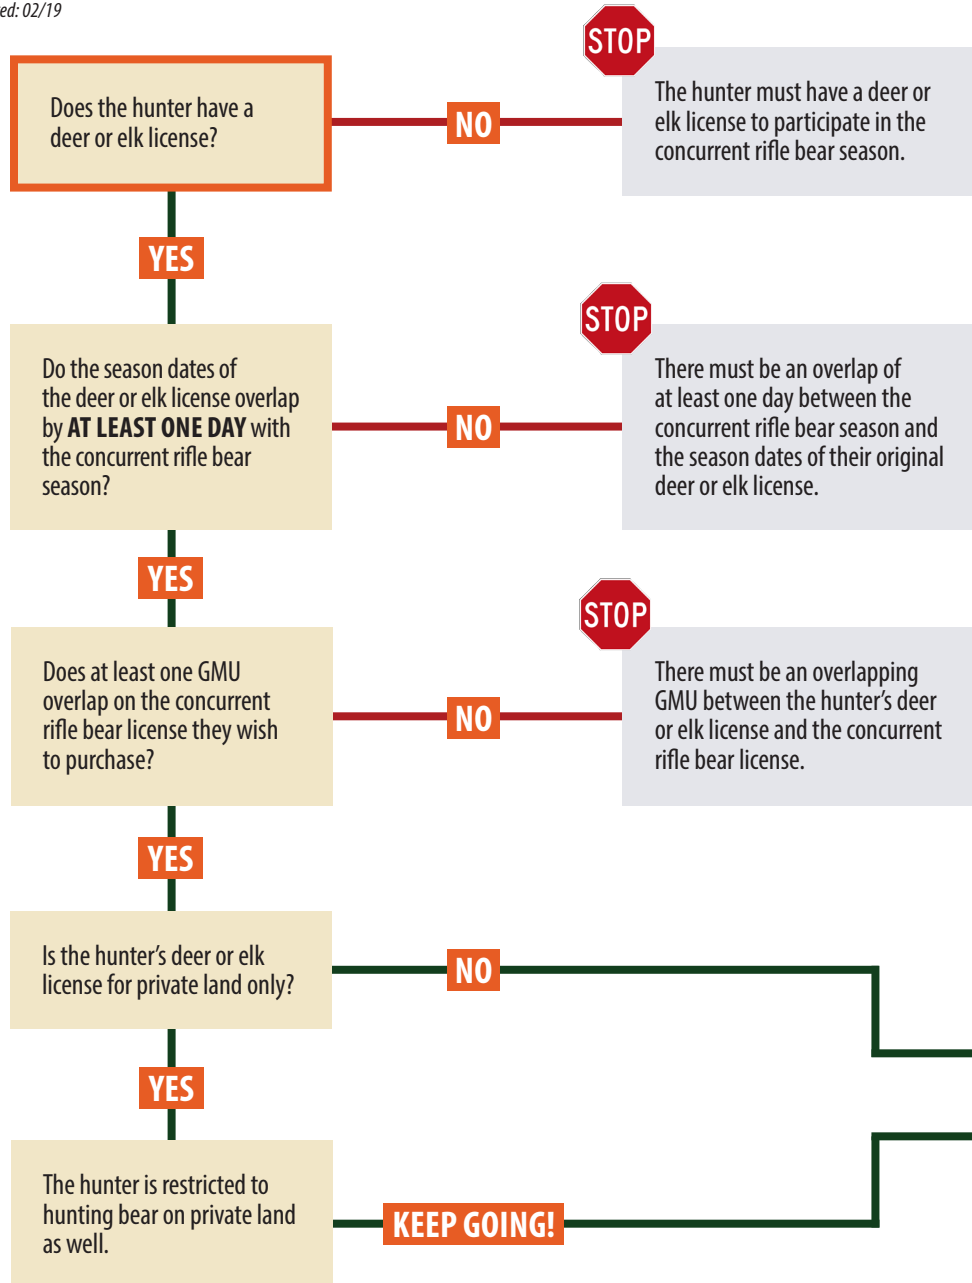 ed: 02/19
STOP
Does the hunter have a
deer or elk license?
NO
The hunter must have a deer or
elk license to participate in the
concurrent rifle bear season.
YES
STOP
Do the season dates of
the deer or elk license overlap
by AT LEAST ONE DAY with
the concurrent rifle bear
season?
NO
There must be an overlap of
at least one day between the
concurrent rifle bear season and
the season dates of their original
deer or elk license.
YES
STOP
Does at least one GMU
overlap on the concurrent
rifle bear license they wish
to purchase?
NO
There must be an overlapping
GMU between the hunter's deer
or elk license and the concurrent
rifle bear license.
YES
Is the hunter's deer or elk
license for private land only?
NO
YES
The hunter is restricted to
hunting bear on private land
as well.
KEEP GOING!